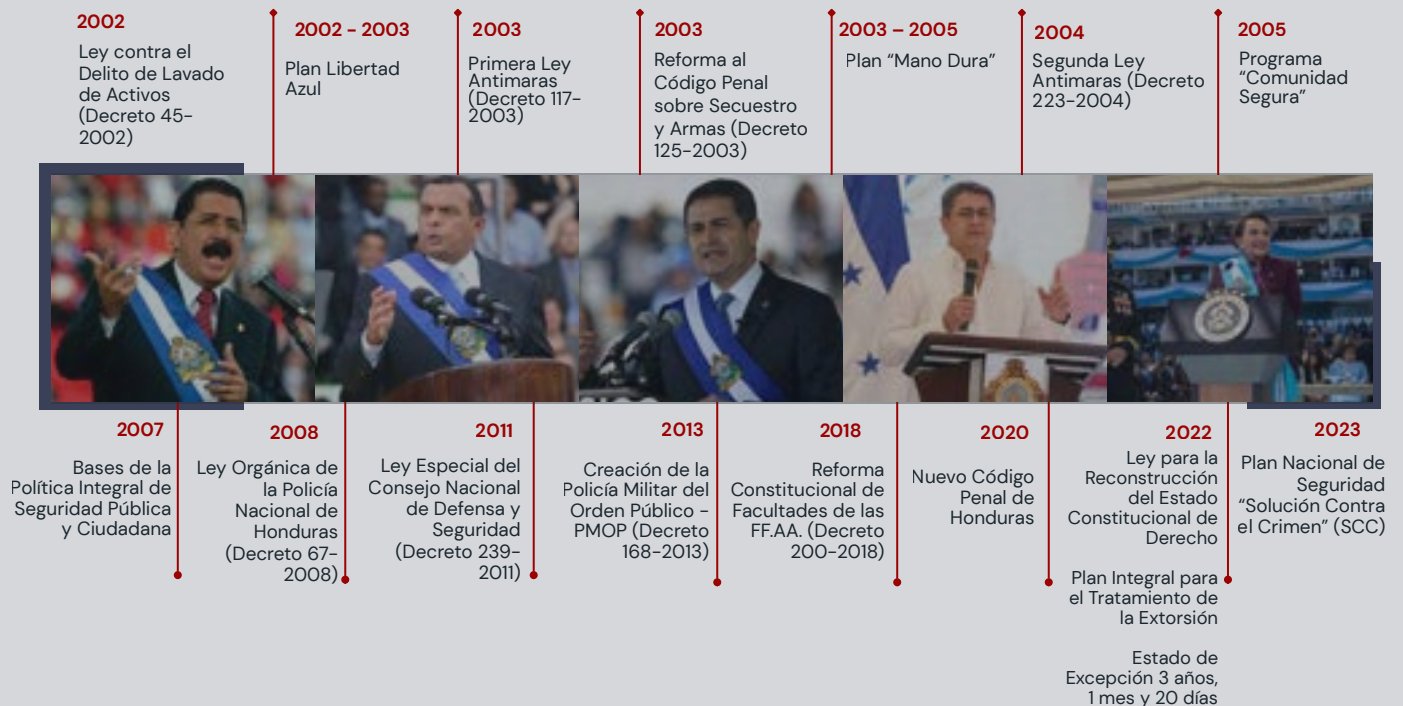 2002
Ley contra el
Delito de Lavado
de Activos
(Decreto 45-
2002)
2002 - 2003
Plan Libertad
Azul
2003
Primera Ley
Antimaras
(Decreto 117-
2003)
2003
Reforma al
Código Penal
sobre Secuestro
y Armas (Decreto
125-2003)
2003 – 2005
Plan “Mano Dura”
2004
Segunda Ley
Antimaras (Decreto
223-2004)
2005
Programa
“Comunidad
Segura”
2007
Bases de la
Política Integral de
Seguridad Pública
y Ciudadana
2008
Ley Orgánica de
la Policía
Nacional de
Honduras
(Decreto 67-
2008)
2011
Ley Especial del
Consejo Nacional
de Defensa y
Seguridad
(Decreto 239-
2011)
2013
Creación de la
Policía Militar del
Orden Público -
PMOP (Decreto
168-2013)
2018
Reforma
Constitucional de
Facultades de las
FF.AA. (Decreto
200-2018)
2020
Nuevo Código
Penal de
Honduras
2022
Ley para la
Reconstrucción
del Estado
Constitucional de
Derecho
Plan Integral para
el Tratamiento de
la Extorsión
Estado de
Excepción 3 años,
1 mes y 20 días
2023
Plan Nacional de
Seguridad
“Solución Contra
el Crimen” (SCC)